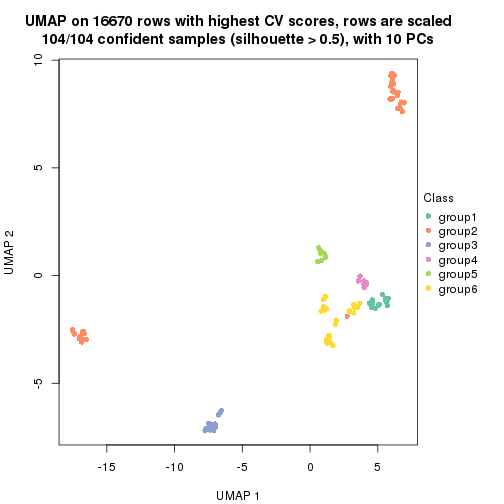 UMAP on 16670 rows with highest CV scores, rows are scaled
104/104 confident samples (silhouette > 0.5), with 10 PCs
10
5
0
-5
UMAP 2
-15
-10
-5
0
5
UMAP 1
Class
group1
group2
group3
group4
group5
group6